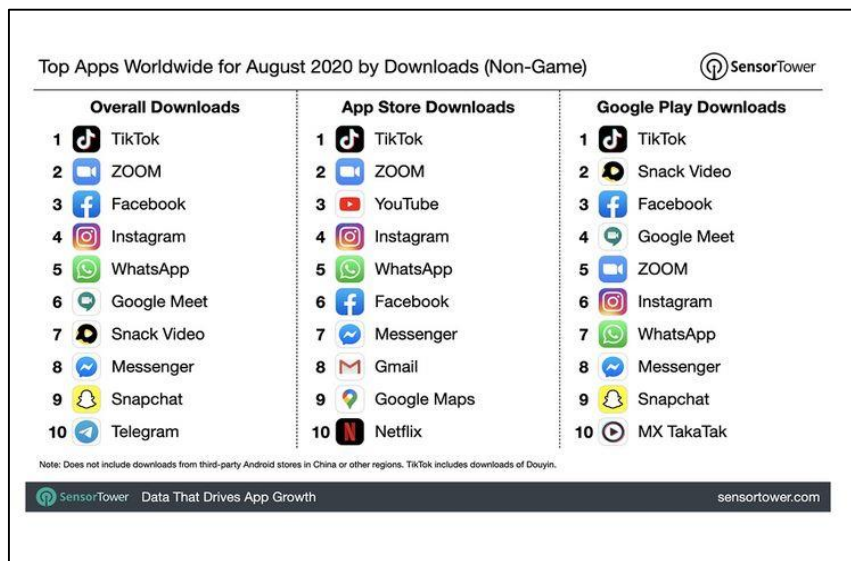 Top Apps Worldwide for August 2020 by Downloads (Non-Game)
SensorTower
Overall Downloads
1 TikTok
2 ZOOM
3 Facebook
4 Instagram
5 WhatsApp
6 Google Meet
7 Snack Video
8 Messenger
9 Snapchat
10 Telegram
App Store Downloads
1 TikTok
2 ZOOM
3 YouTube
4 Instagram
5 WhatsApp
6 Facebook
7 Messenger
8 Gmail
9 Google Maps
10 Netflix
Google Play Downloads
1 TikTok
2 Snack Video
3 Facebook
4 Google Meet
5 ZOOM
6 Instagram
7 WhatsApp
8 Messenger
9 Snapchat
10 MX TakaTak
Note: Does not include downloads from third-party Android stores in China or other regions. TikTok includes downloads of Douyin.
SensorTower Data That Drives App Growth
sensortower.com